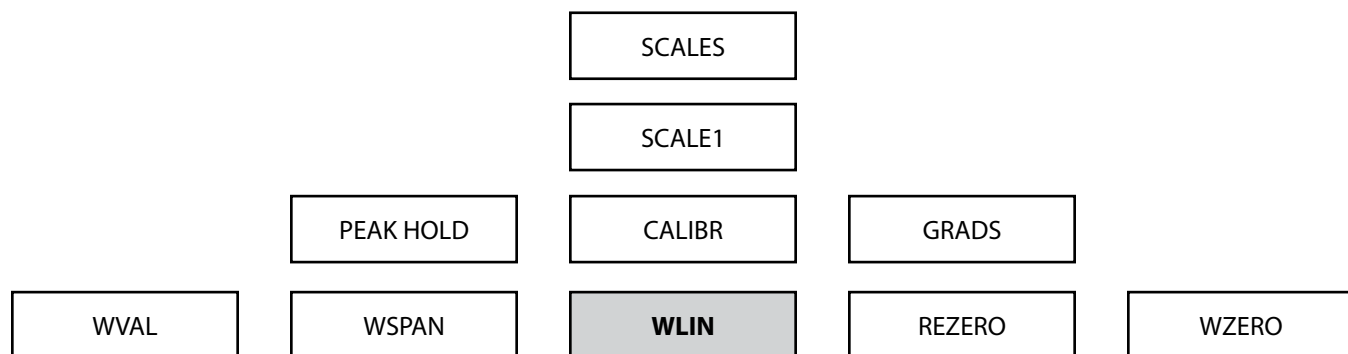 SCALES
SCALE1
PEAK HOLD CALIBR GRADS
WVAL WSPAN WLIN REZERO WZERO